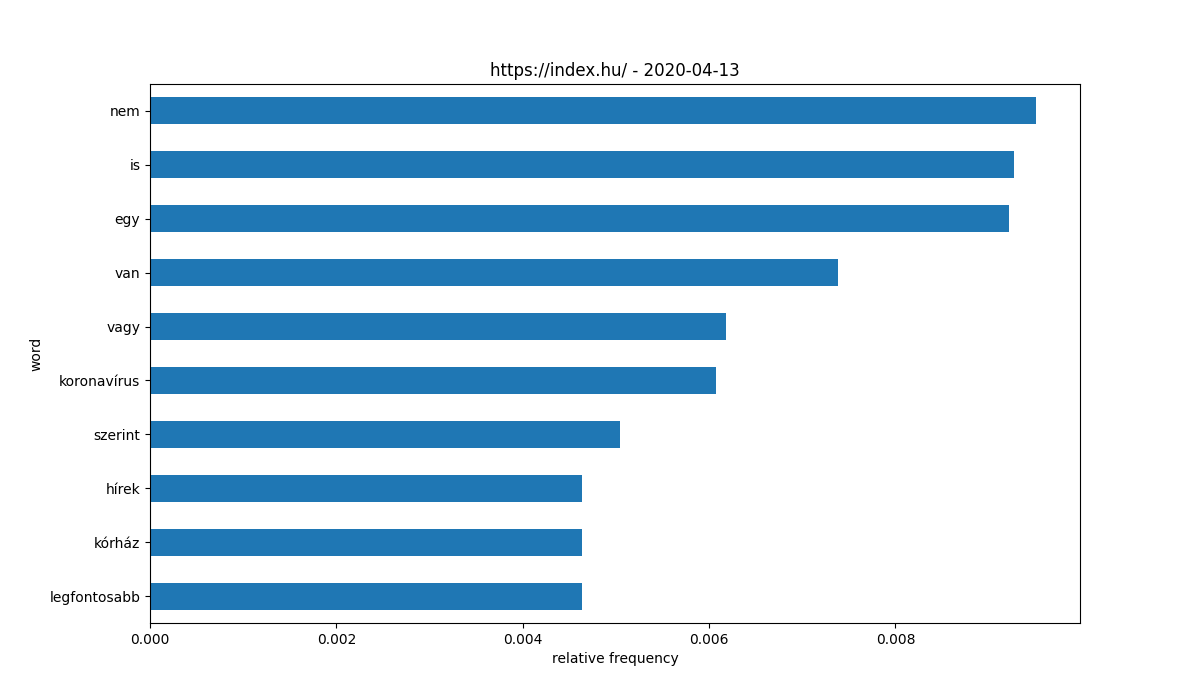 https://index.hu/ - 2020-04-13
nem
is
egy
van
vagy
koronavírus
szerint
hírek
kórház
legfontosabb
word
0.000 0.002 0.004 0.006 0.008
relative frequency